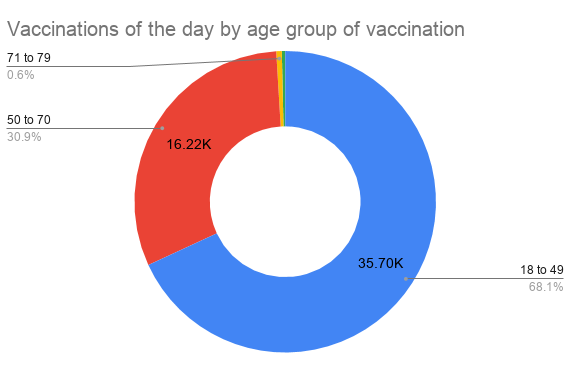 Vaccinations of the day by age group of vaccination
71 to 79
0.6%
50 to 70
30.9%
16.22K
35.70K
18 to 49
68.1%